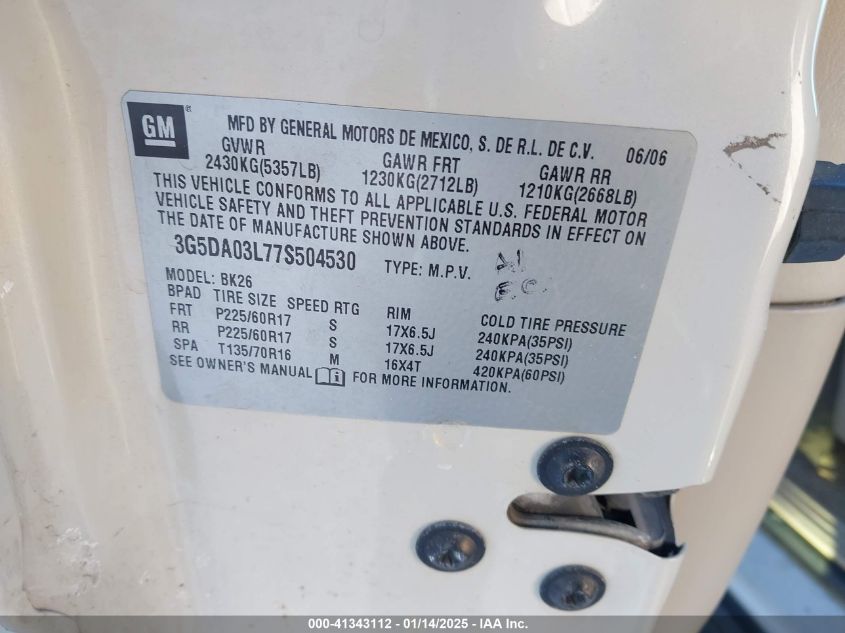 GM ® MFD BY GENERAL MOTORS DE MEXICO, S. DE R.L. DE C.V. 06/06
GVWR GAWR FRT GAWR RR
2430KG(5357LB) 1230KG(2712LB) 1210KG(2668LB)
THIS VEHICLE CONFORMS TO ALL APPLICABLE U.S. FEDERAL MOTOR
VEHICLE SAFETY AND THEFT PREVENTION STANDARDS IN EFFECT ON
THE DATE OF MANUFACTURE SHOWN ABOVE.
3G5DA03L77S504530 TYPE: M.P.V.
MODEL: BK26
BPAD TIRE SIZE SPEED RTG RIM COLD TIRE PRESSURE
FRT P225/60R17 S 17X6.5J 240KPA(35PSI)
RR P225/60R17 S 17X6.5J 240KPA(35PSI)
SPA T135/70R16 M 16X4T 420KPA(60PSI)
SEE OWNER'S MANUAL FOR MORE INFORMATION.
000-41343112 - 01/14/2025 - IAA Inc.